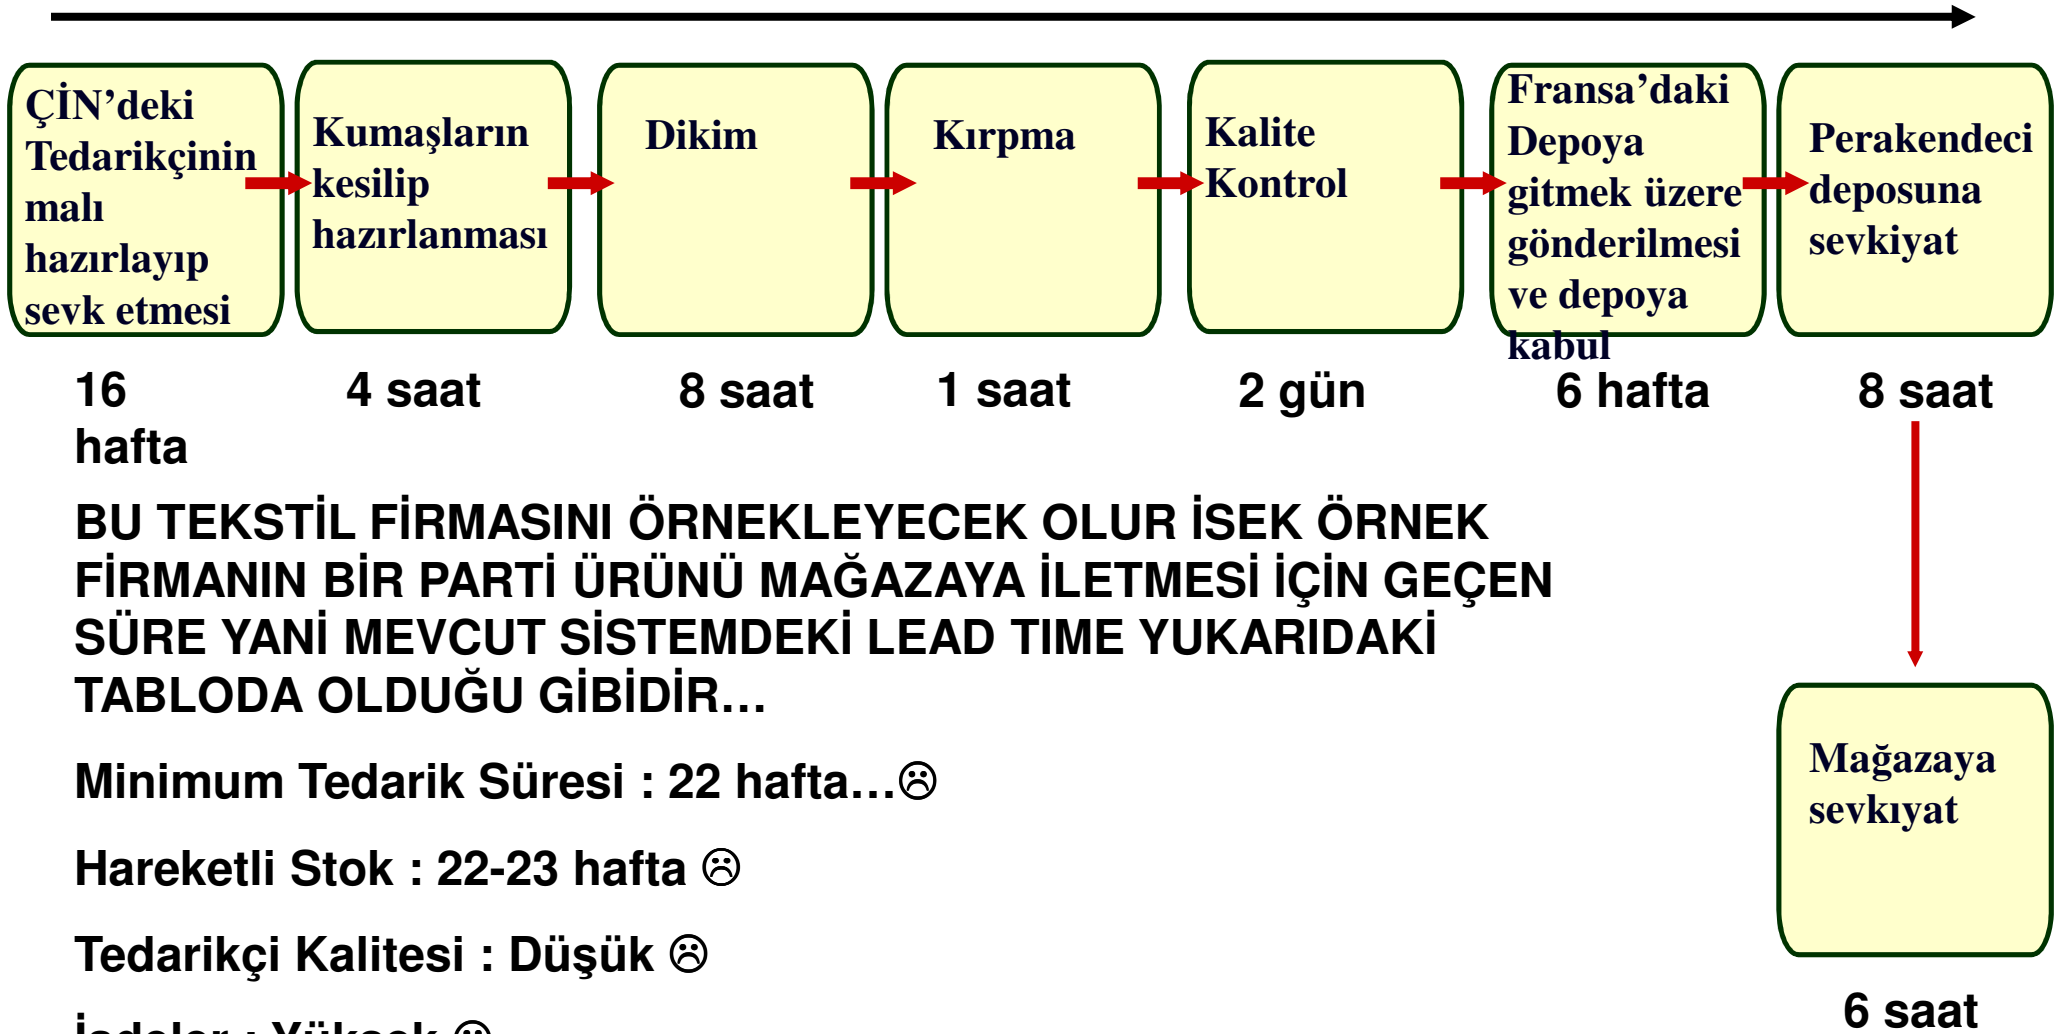 ÇİN’deki
Tedarikçinin
malı
hazırlayıp
sevk etmesi
Kumaşların
kesilip
hazırlanması
Dikim
Kırpma
Kalite
Kontrol
Fransa’daki
Depoya
gitmek üzere
gönderilmesi
ve depoya
kabul
Perakendeci
deposuna
sevkiyat
16
hafta
4 saat
8 saat
1 saat
2 gün
6 hafta
8 saat
BU TEKSTİL FİRMASINI ÖRNEKLEYECEK OLUR İSEK ÖRNEK
FİRMANIN BİR PARTİ ÜRÜNÜ MAĞAZAYA İLETMESİ İÇİN GEÇEN
SÜRE YANİ MEVCUT SİSTEMDEKİ LEAD TIME YUKARIDAKİ
TABLODA OLDUĞU GİBİDİR…
Minimum Tedarik Süresi : 22 hafta…☹
Hareketli Stok : 22-23 hafta ☹
Tedarikçi Kalitesi : Düşük ☹
İadeler : Yüksek ☹
Mağazaya
sevkıyat
6 saat